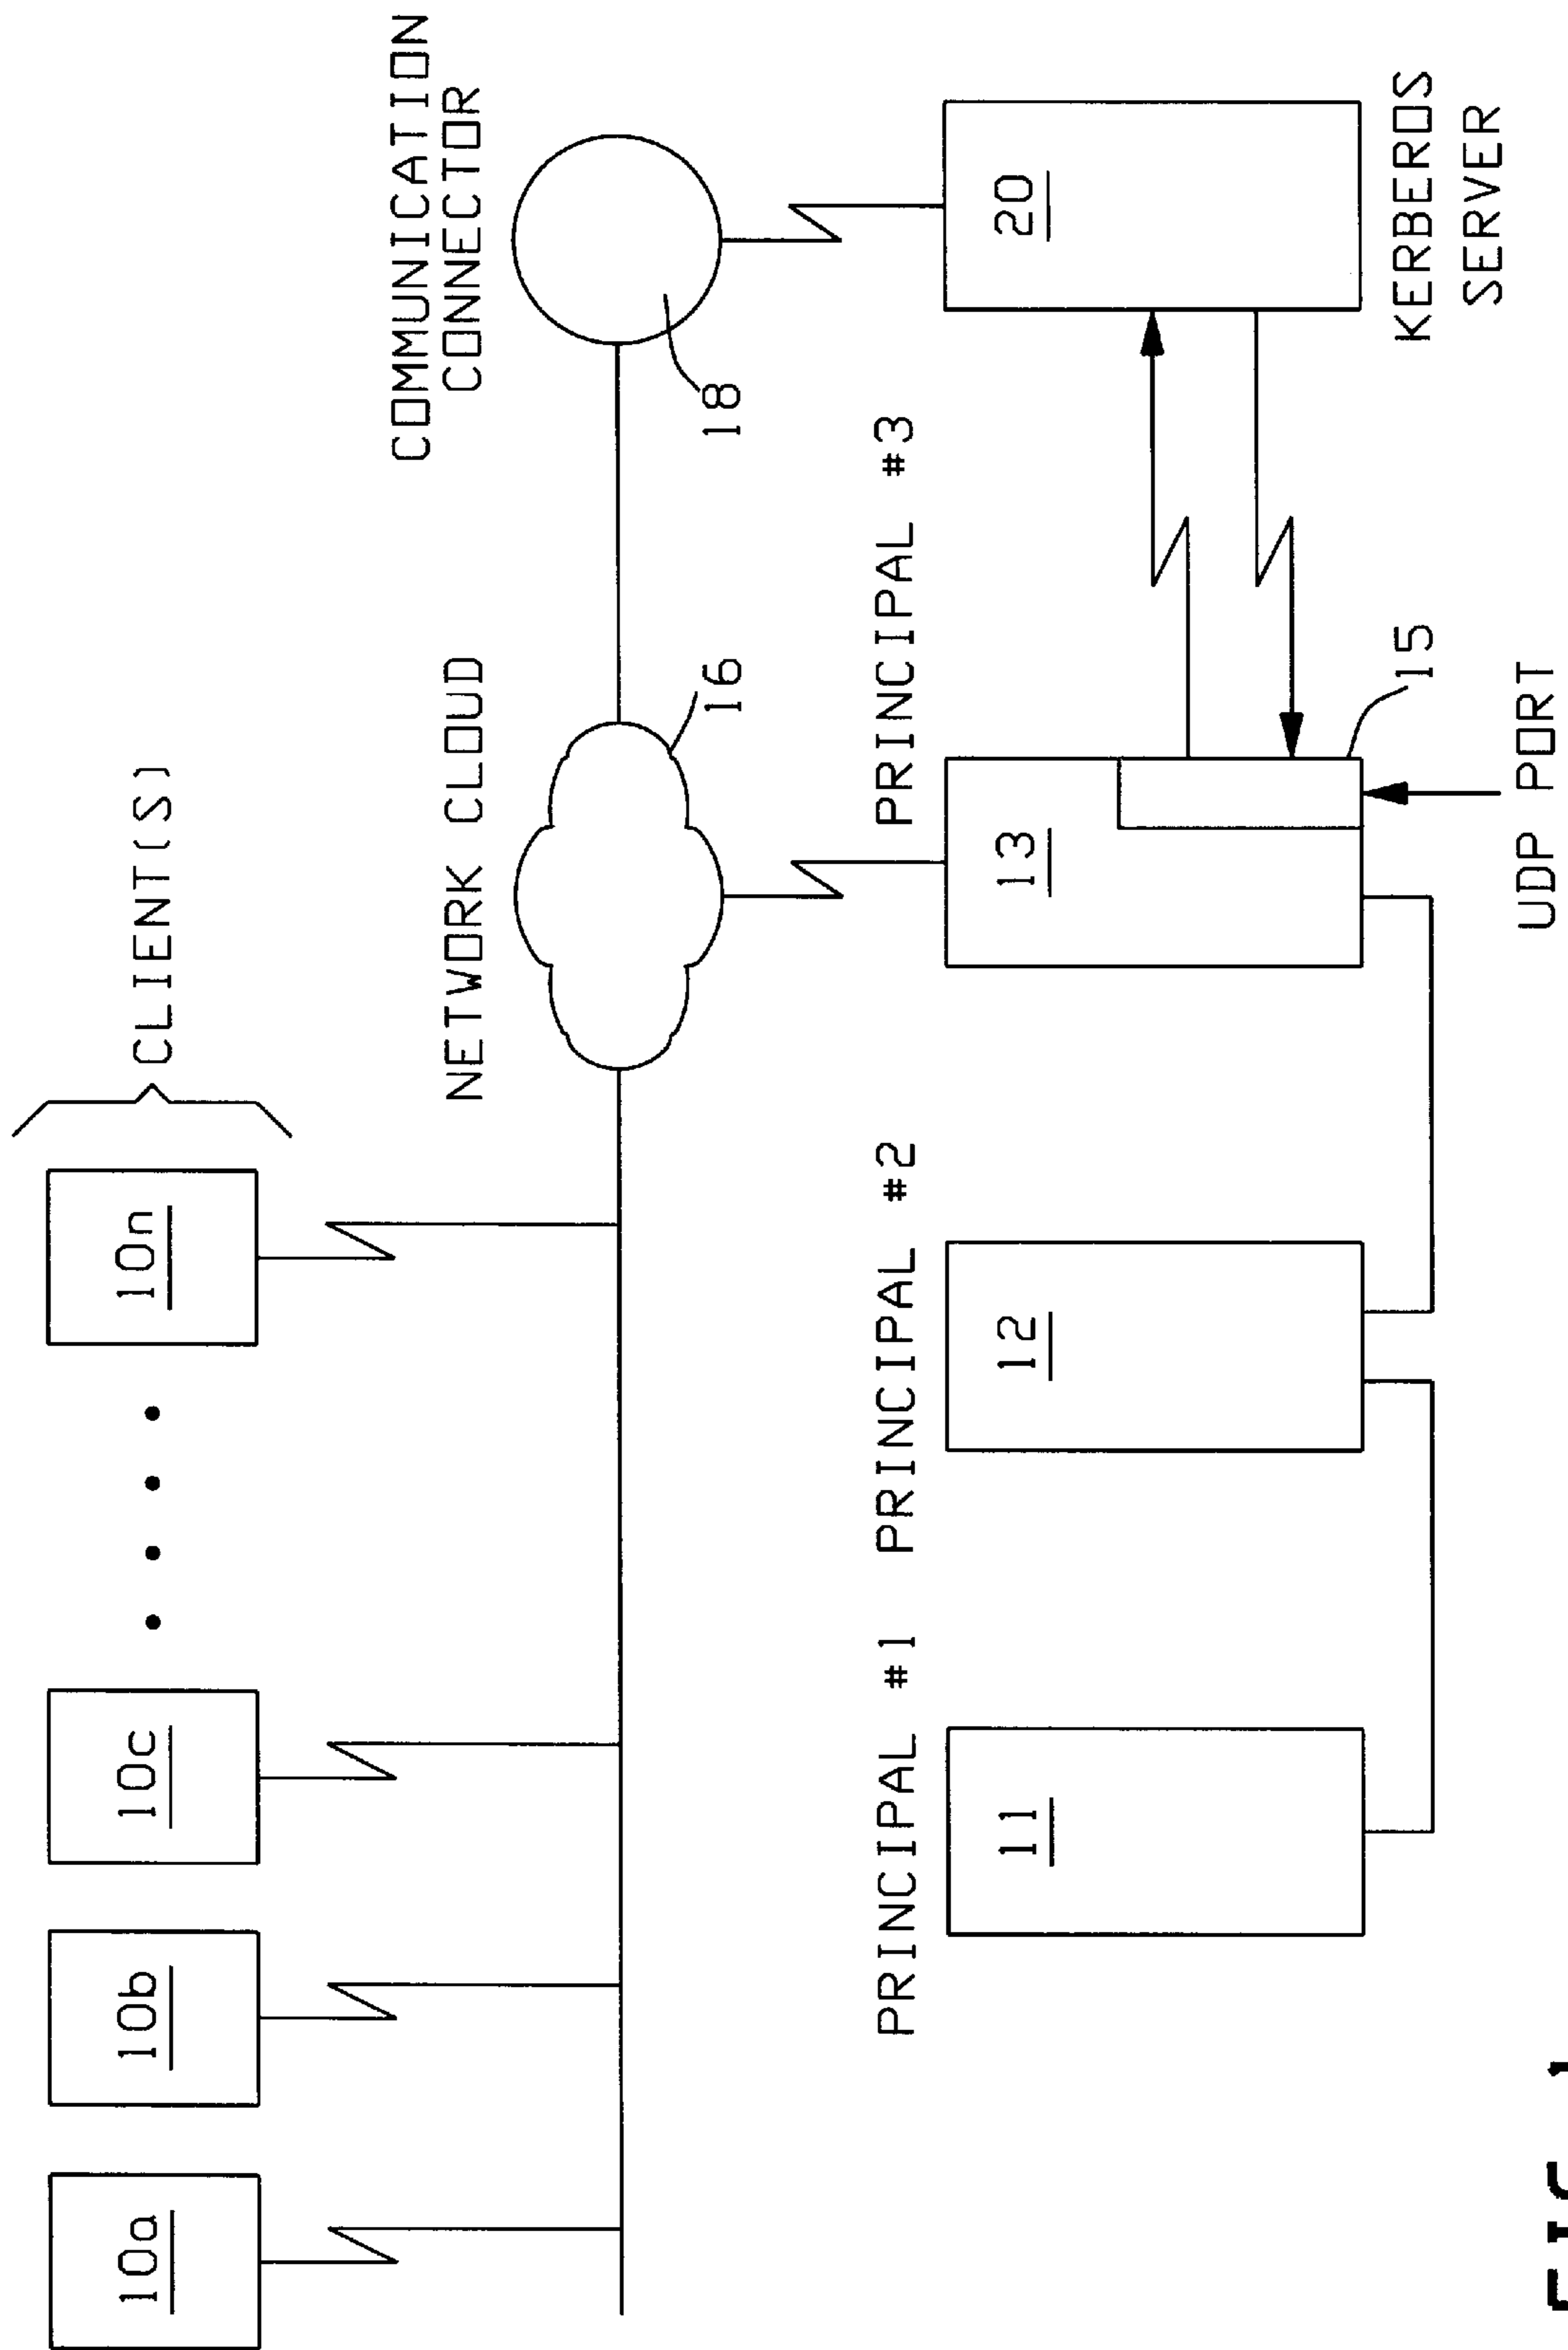 10a
10b
10c
10n
CLIENT(S)
NETWORK CLOUD
16
COMMUNICATION
CONNECTOR
18
PRINCIPAL #1
11
PRINCIPAL #2
12
PRINCIPAL #3
13
15
UDP PORT
20
KERBEROS
SERVER